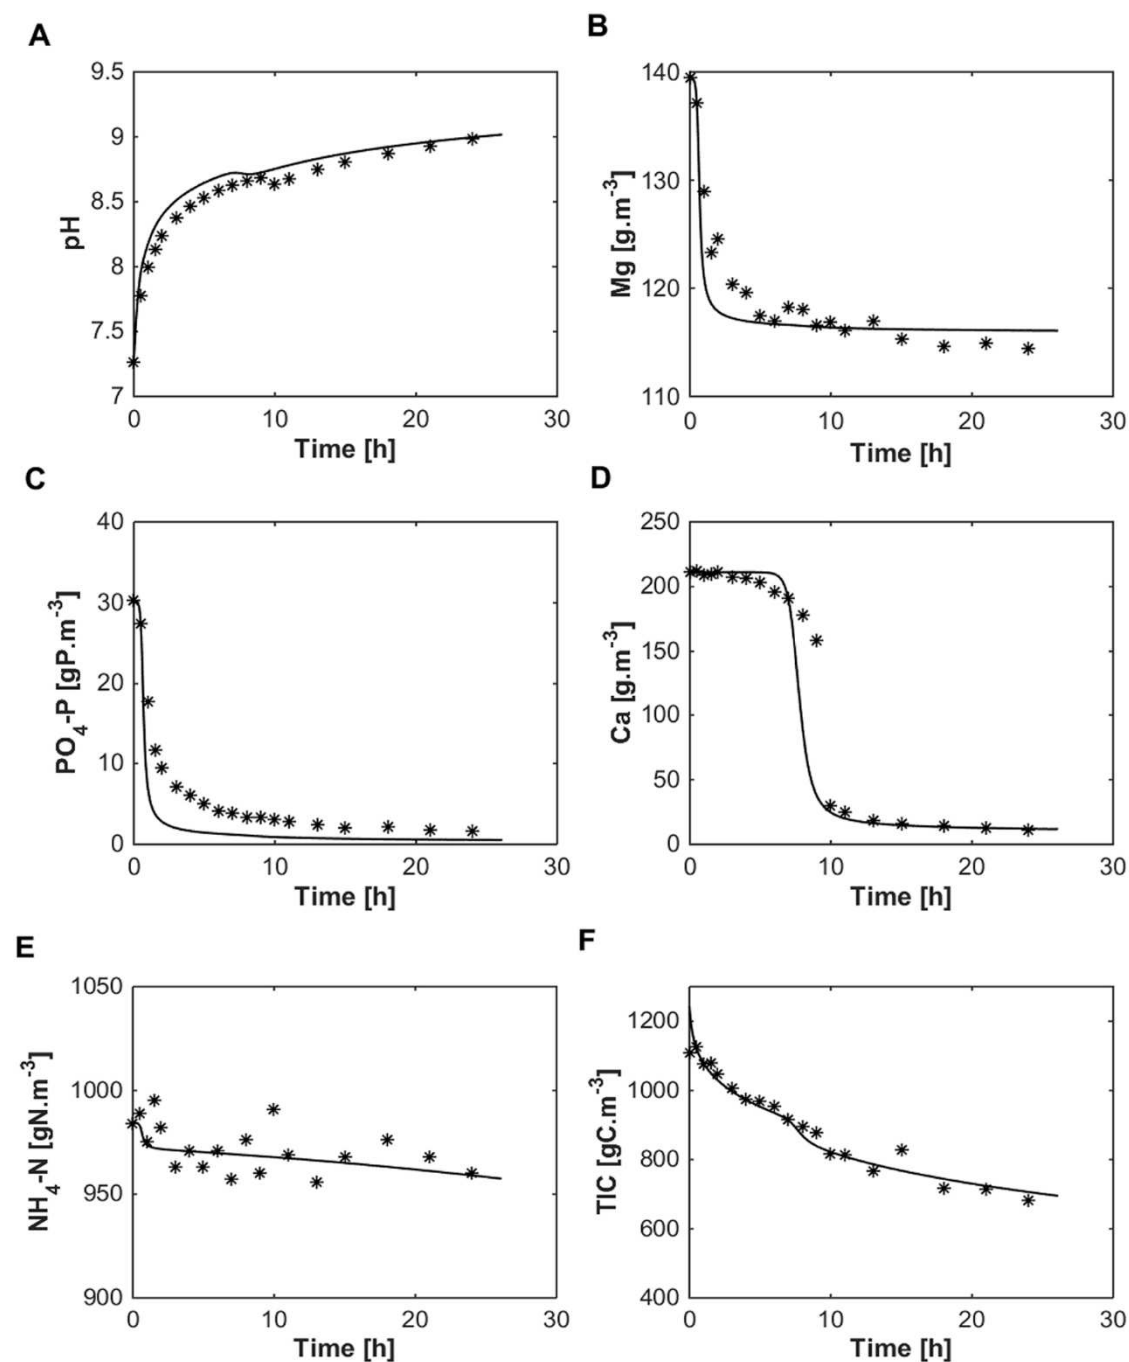 A
pH
9.5
9
8.5
8
7.5
7
0 10 20 30
Time [h]
B
Mg [g.m⁻³]
140
130
120
110
0 10 20 30
Time [h]
C
PO₄-P [gP.m⁻³]
40
30
20
10
0
0 10 20 30
Time [h]
D
Ca [g.m⁻³]
250
200
150
100
50
0
0 10 20 30
Time [h]
E
NH₄-N [gN.m⁻³]
1050
1000
950
900
0 10 20 30
Time [h]
F
TIC [gC.m⁻³]
1200
1000
800
600
400
0 10 20 30
Time [h]